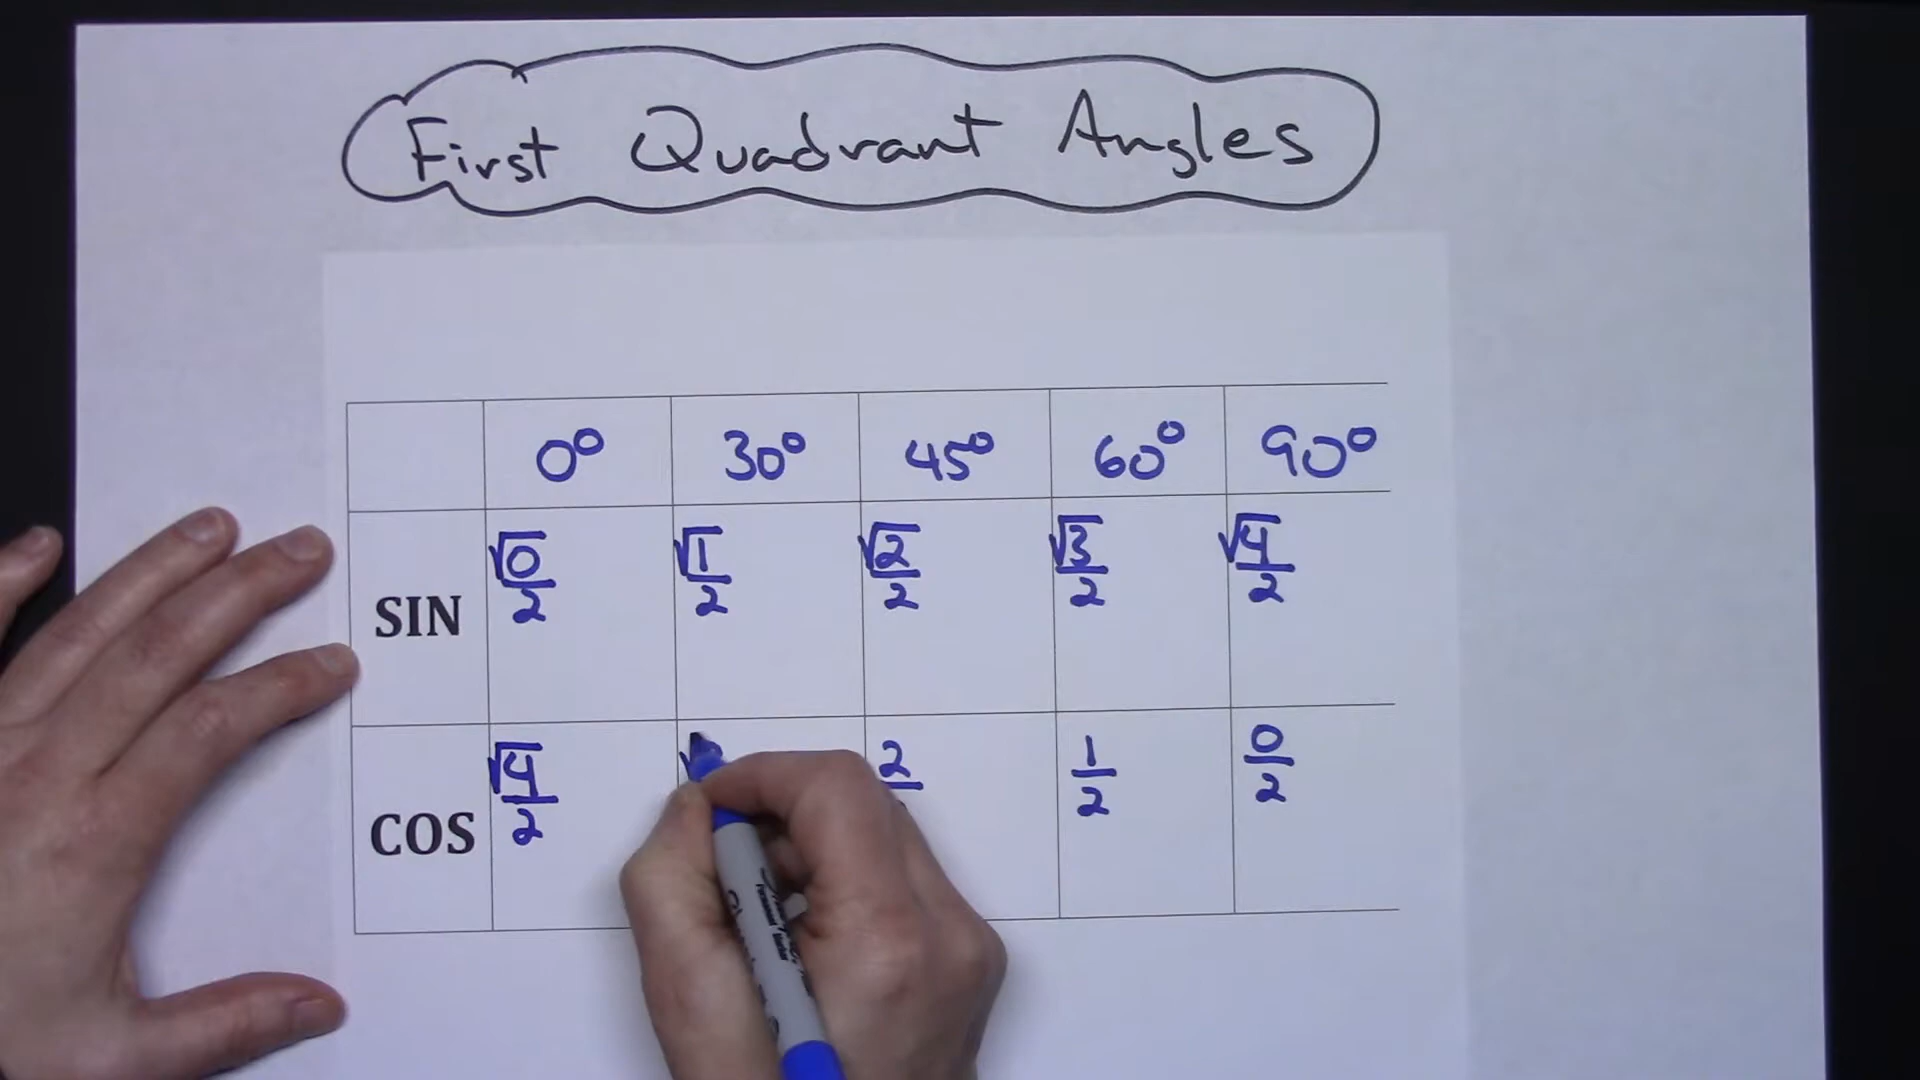 First Quadrant Angles
0° 30° 45° 60° 90°
SIN √0/2 √1/2 √2/2 √3/2 √4/2
COS √4/2 2 1/2 0/2